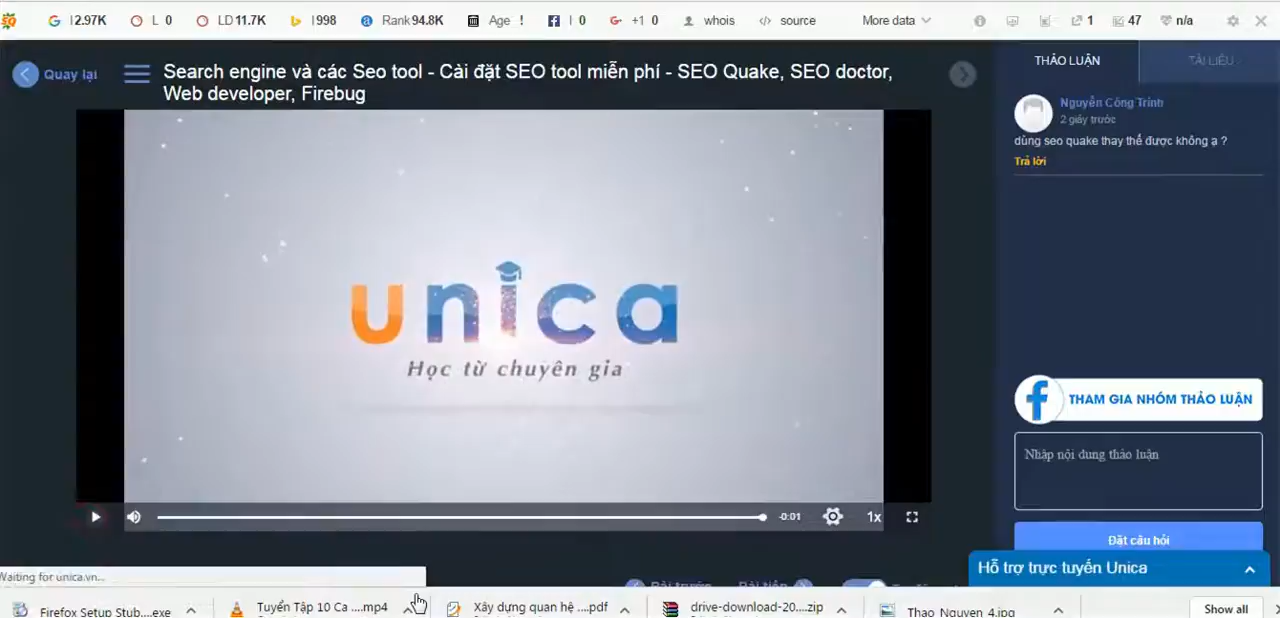 I 2.97K L 0 LD 11.7K I 998 Rank 94.8K Age ! I 0 +1 0 whois source More data 1 47 n/a
Quay lại
Search engine và các Seo tool - Cài đặt SEO tool miễn phí - SEO Quake, SEO doctor,
Web developer, Firebug
THẢO LUẬN TÀI LIỆU
Nguyễn Công Trình
2 giây trước
dùng seo quake thay thế được không ạ ?
Trả lời
unica
Học từ chuyên gia
THAM GIA NHÓM THẢO LUẬN
Nhập nội dung thảo luận
-0:01 1x
Đặt câu hỏi
Hỗ trợ trực tuyến Unica
Waiting for unica.vn...
Bài trước Bài tiếp
Firefox Setup Stub....exe Tuyển Tập 10 Ca ....mp4 Xây dựng quan hệ ....pdf drive-download-20....zip Thao_Nguyen_4.jpg Show all